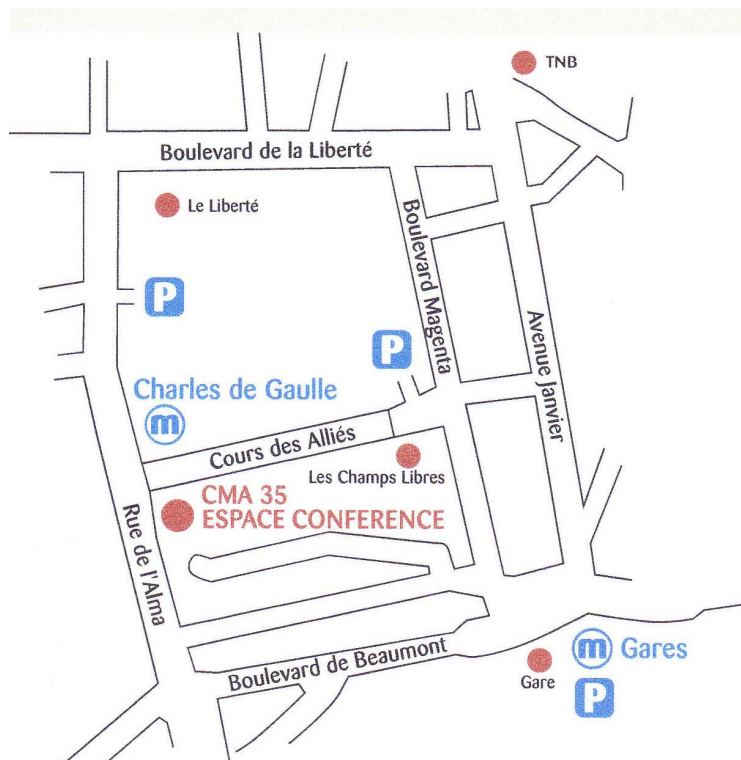 TNB
Boulevard de la Liberté
Le Liberté
Boulevard Magenta
P
P
Avenue Janvier
Charles de Gaulle
m
Cours des Alliés
Les Champs Libres
CMA 35
ESPACE CONFERENCE
Rue de l'Alma
Boulevard de Beaumont
m Gares
Gare
P